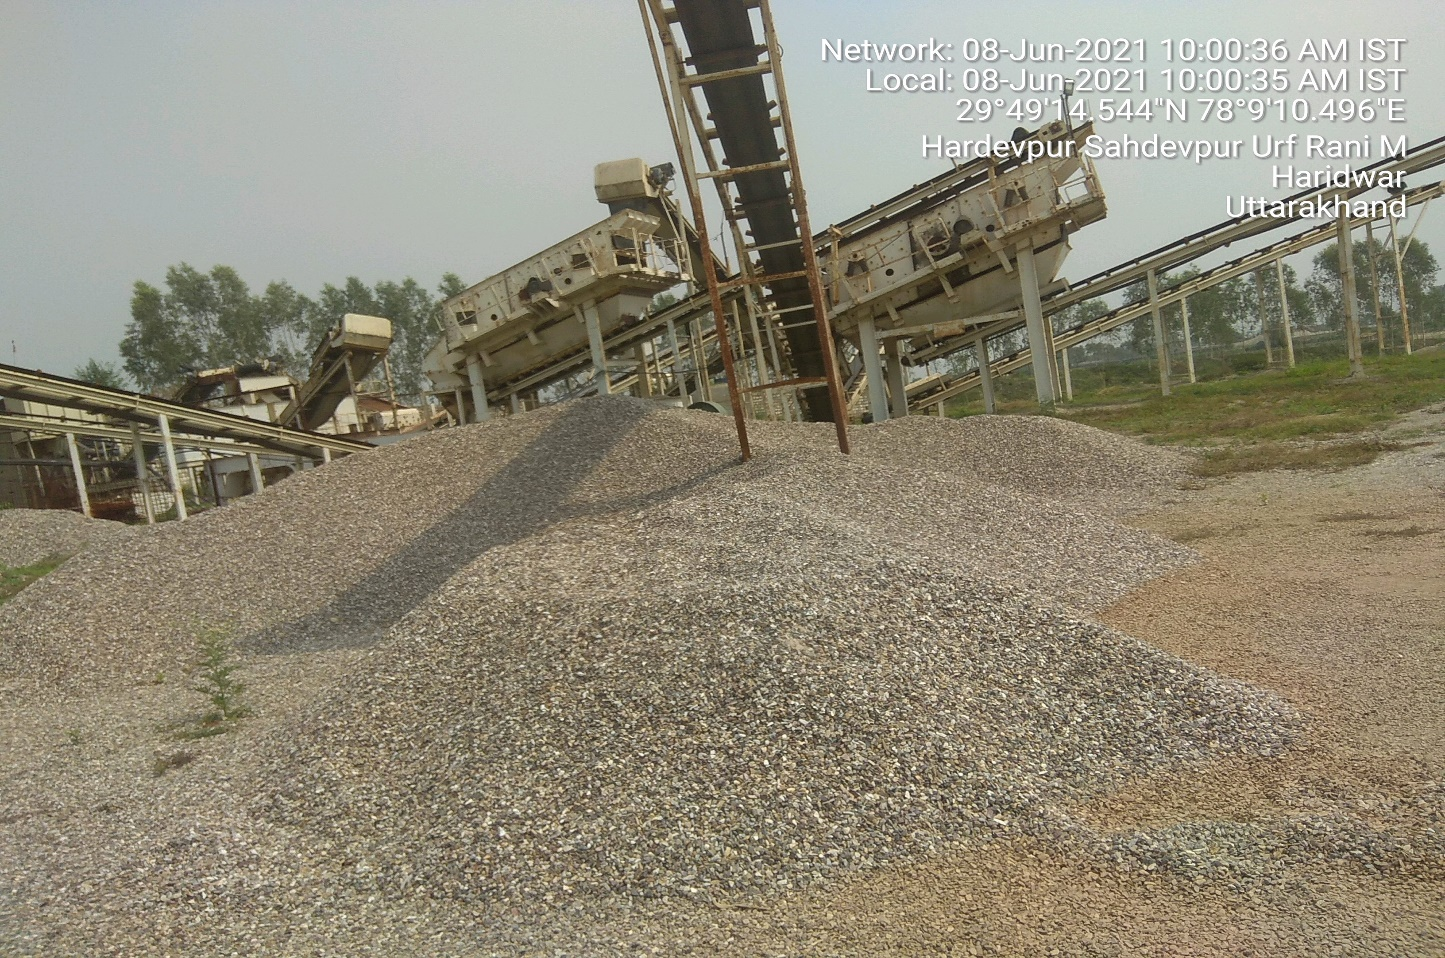 Network: 08-Jun-2021 10:00:36 AM IST
Local: 08-Jun-2021 10:00:35 AM IST
29°49'14.544"N 78°9'10.496"E
Hardevpur Sahdevpur Urf Rani M
Haridwar
Uttarakhand